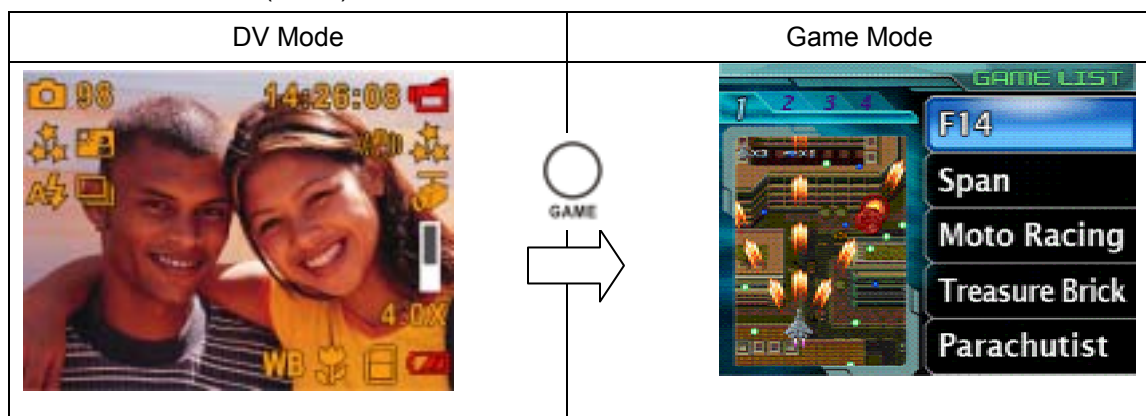 DV Mode
Game Mode
98
14:26:08
A
4.0X
WB
GAME
GAME LIST
1 2 3 4
F14
Span
Moto Racing
Treasure Brick
Parachutist